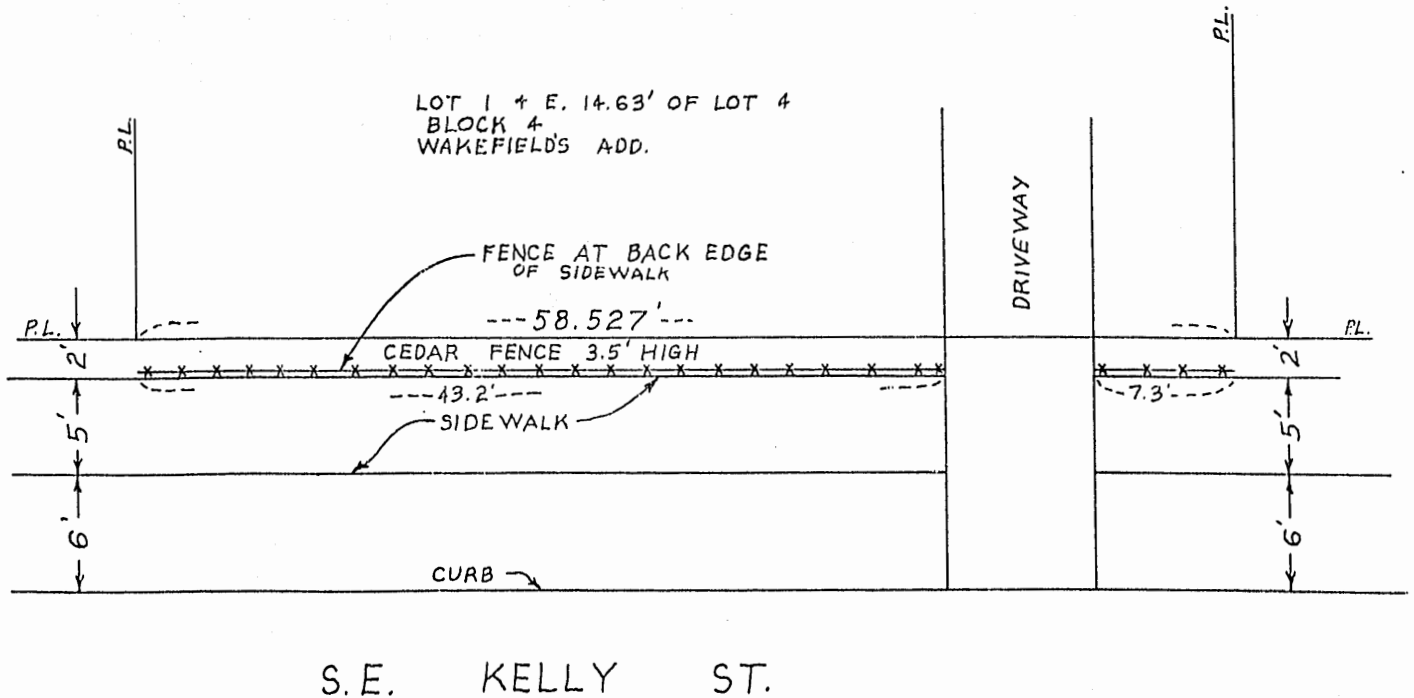 P.L.
LOT 1 & E. 14.63' OF LOT 4
BLOCK 4
WAKEFIELD'S ADD.
P.L.
DRIVEWAY
FENCE AT BACK EDGE
OF SIDEWALK
P.L.
58.527'
P.L.
2'
CEDAR FENCE 3.5' HIGH
2'
43.2'
7.3'
5'
SIDEWALK
5'
6'
CURB
6'
S.E. KELLY ST.